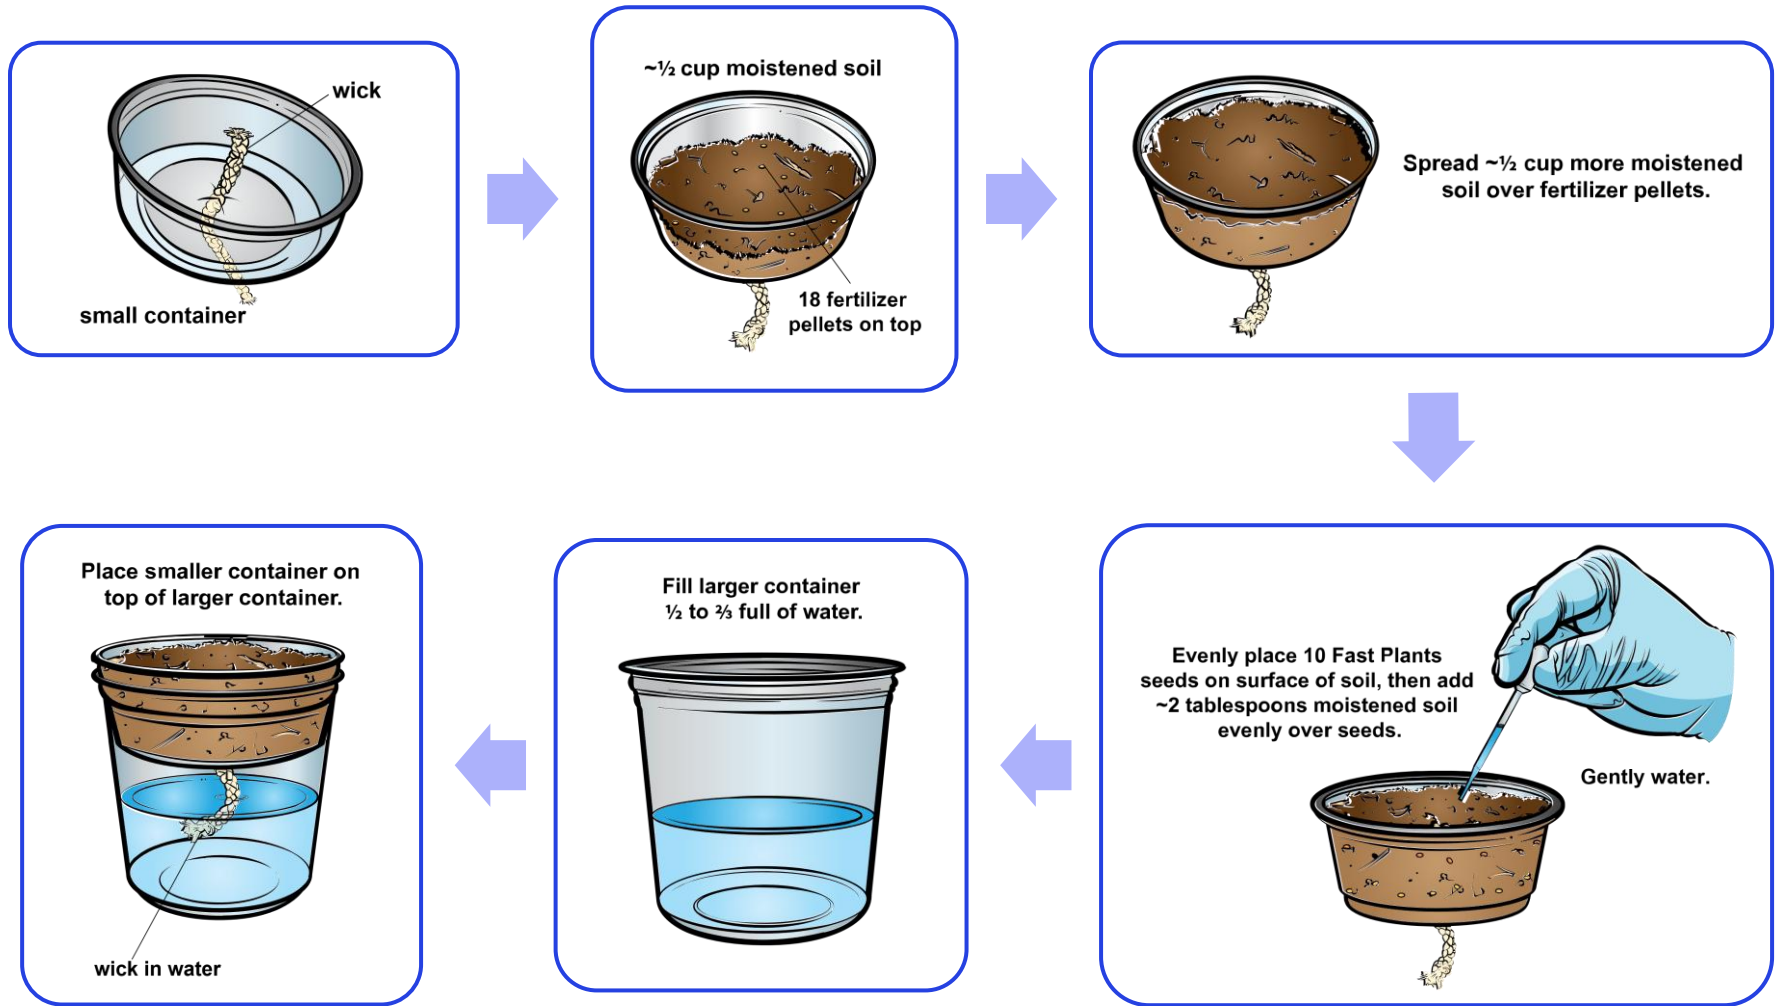 wick
small container
~½ cup moistened soil
18 fertilizer
pellets on top
Spread ~½ cup more moistened
soil over fertilizer pellets.
Evenly place 10 Fast Plants
seeds on surface of soil, then add
~2 tablespoons moistened soil
evenly over seeds.
Gently water.
Fill larger container
½ to ⅔ full of water.
Place smaller container on
top of larger container.
wick in water